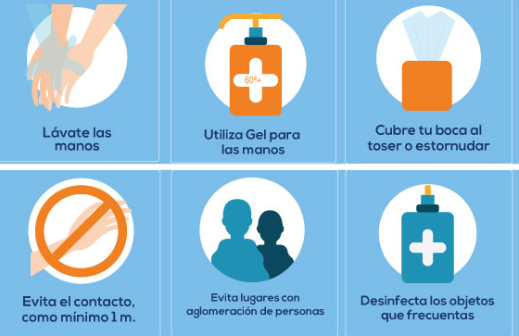 60°+
Lávate las
manos
Utiliza Gel para
las manos
Cubre tu boca al
toser o estornudar
Evita el contacto,
como mínimo 1 m.
Evita lugares con
aglomeración de personas
Desinfecta los objetos
que frecuentas